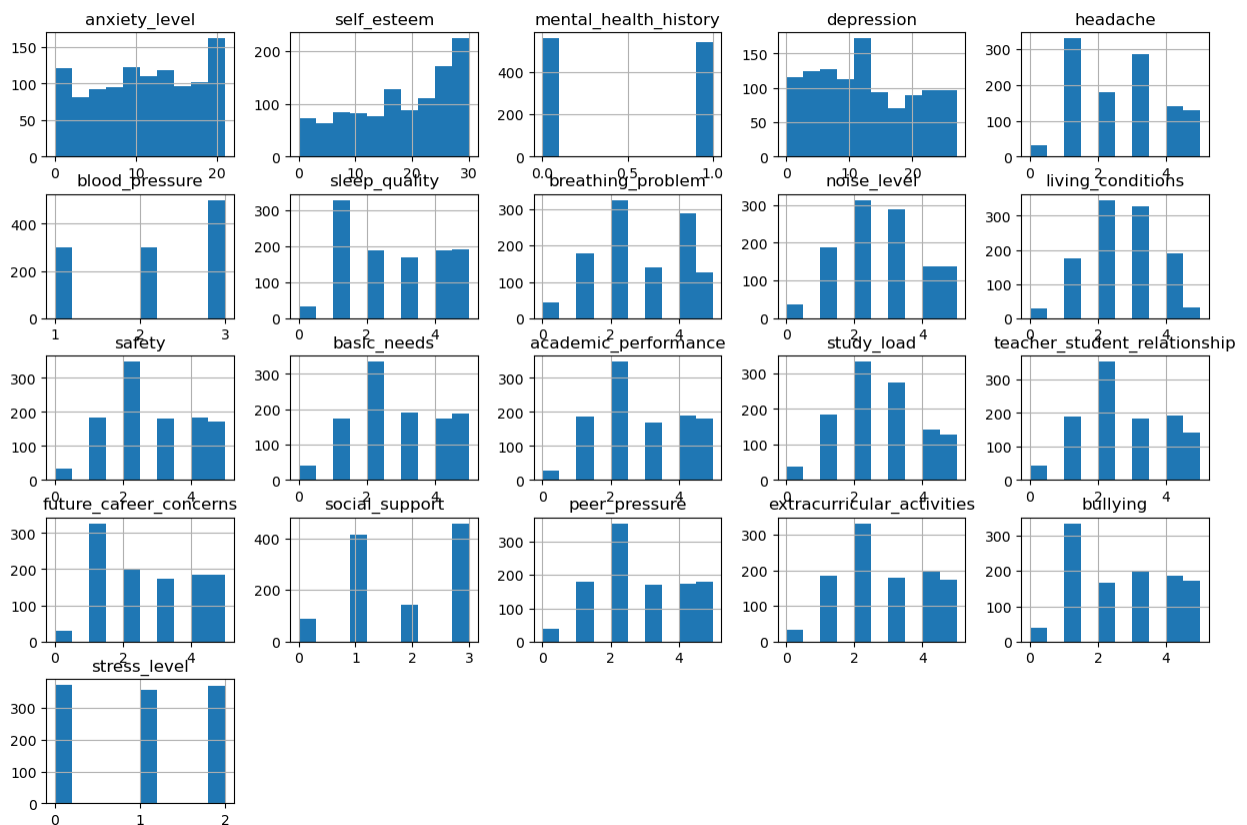 anxiety_level self_esteem mental_health_history depression headache
150 100 50 0
0 10 20
200 100 0
0 10 20 30
400 200 0
0.0 0.5 1.0
150 100 50 0
0 10 20
300 200 100 0
0 2 4
blood_pressure sleep_quality breathing_problem noise_level living_conditions
400 200 0
1 2 3
300 200 100 0
0 2 4
300 200 100 0
0 2 4
300 200 100 0
0 2 4
300 200 100 0
0 2 4
safety basic_needs academic_performance study_load teacher_student_relationship
300 200 100 0
0 2 4
300 200 100 0
0 2 4
300 200 100 0
0 2 4
300 200 100 0
0 2 4
300 200 100 0
0 2 4
future_career_concerns social_support peer_pressure extracurricular_activities bullying
300 200 100 0
0 2 4
400 200 0
0 1 2 3
300 200 100 0
0 2 4
300 200 100 0
0 2 4
300 200 100 0
0 2 4
stress_level
300 200 100 0
0 1 2